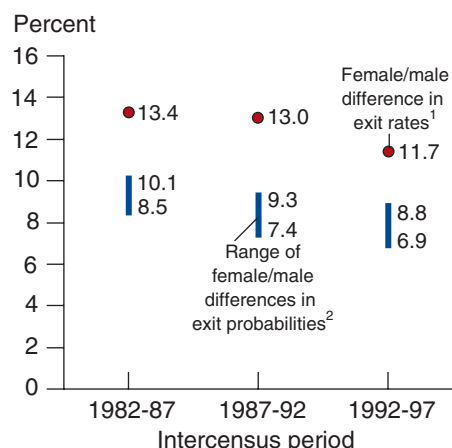 Percent
16
14
12
10
8
6
4
2
0
Female/male
difference in
exit rates1
13.4
13.0
11.7
10.1
8.5
9.3
7.4
8.8
6.9
Range of
female/male
differences in
exit probabilities2
1982-87
1987-92
1992-97
Intercensus period